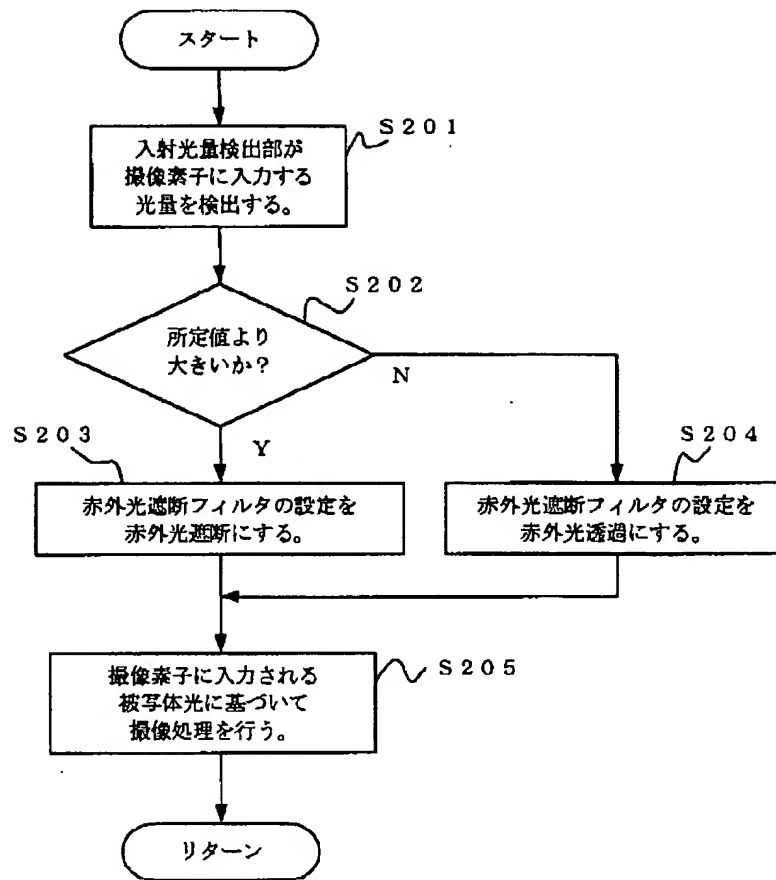 スタート
S201
入射光量検出部が
撮像素子に入力する
光量を検出する。
S202
所定値より
大きいか?
N
Y
S203
赤外光遮断フィルタの設定を
赤外光遮断にする。
S204
赤外光遮断フィルタの設定を
赤外光透過にする。
S205
撮像素子に入力される
被写体光に基づいて
撮像処理を行う。
リターン